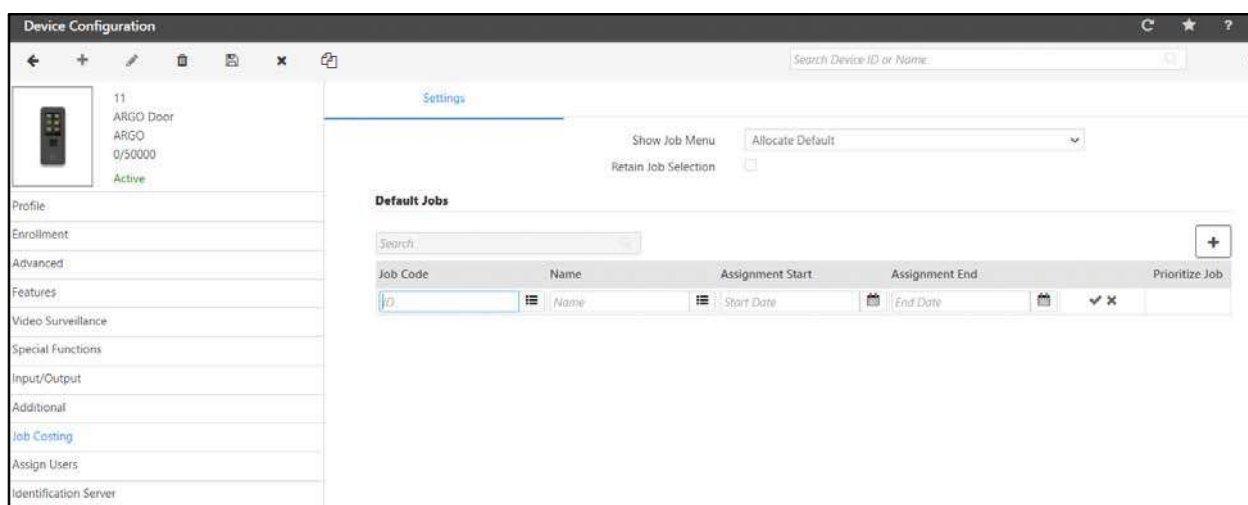 Device Configuration
?
Search Device ID or Name
11
ARGO Door
ARGO
0/50000
Active
Profile
Enrollment
Advanced
Features
Video Surveillance
Special Functions
Input/Output
Additional
Job Costing
Assign Users
Identification Server
Settings
Show Job Menu Allocate Default
Retain Job Selection
Default Jobs
Search
+
Job Code Name Assignment Start Assignment End Prioritize Job
ID Name Start Date End Date